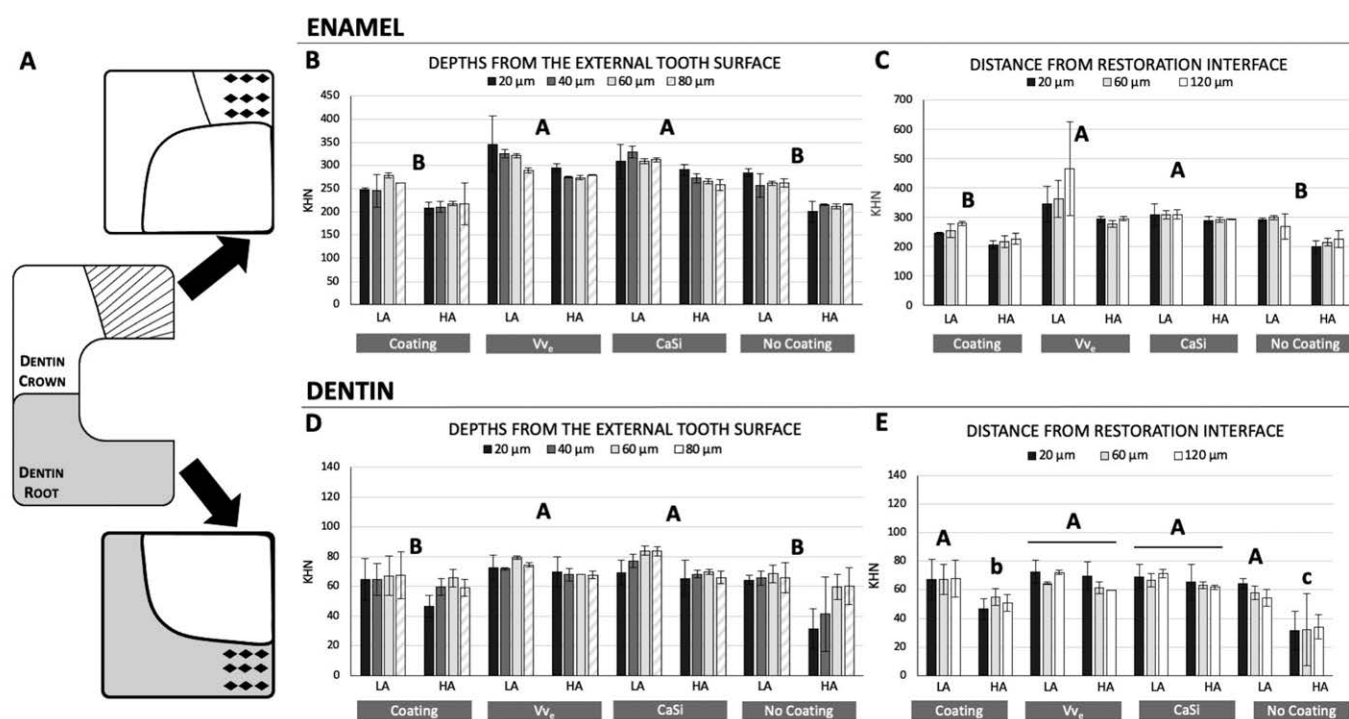 ENAMEL
A
DENTIN
CROWN
DENTIN
ROOT
B
DEPTHS FROM THE EXTERNAL TOOTH SURFACE
20 μm 40 μm 60 μm 80 μm
450
400
350
300
250
200
150
100
50
0
KHN
B A A B
LA HA LA HA LA HA LA HA
Coating Vve CaSi No Coating
C
DISTANCE FROM RESTORATION INTERFACE
20 μm 60 μm 120 μm
700
600
500
400
300
200
100
0
KHN
B A A B
LA HA LA HA LA HA LA HA
Coating Vve CaSi No Coating
DENTIN
D
DEPTHS FROM THE EXTERNAL TOOTH SURFACE
20 μm 40 μm 60 μm 80 μm
140
120
100
80
60
40
20
0
KHN
B A A B
LA HA LA HA LA HA LA HA
Coating Vve CaSi No Coating
E
DISTANCE FROM RESTORATION INTERFACE
20 μm 60 μm 120 μm
140
120
100
80
60
40
20
0
KHN
A b A A A c
LA HA LA HA LA HA LA HA
Coating Vve CaSi No Coating